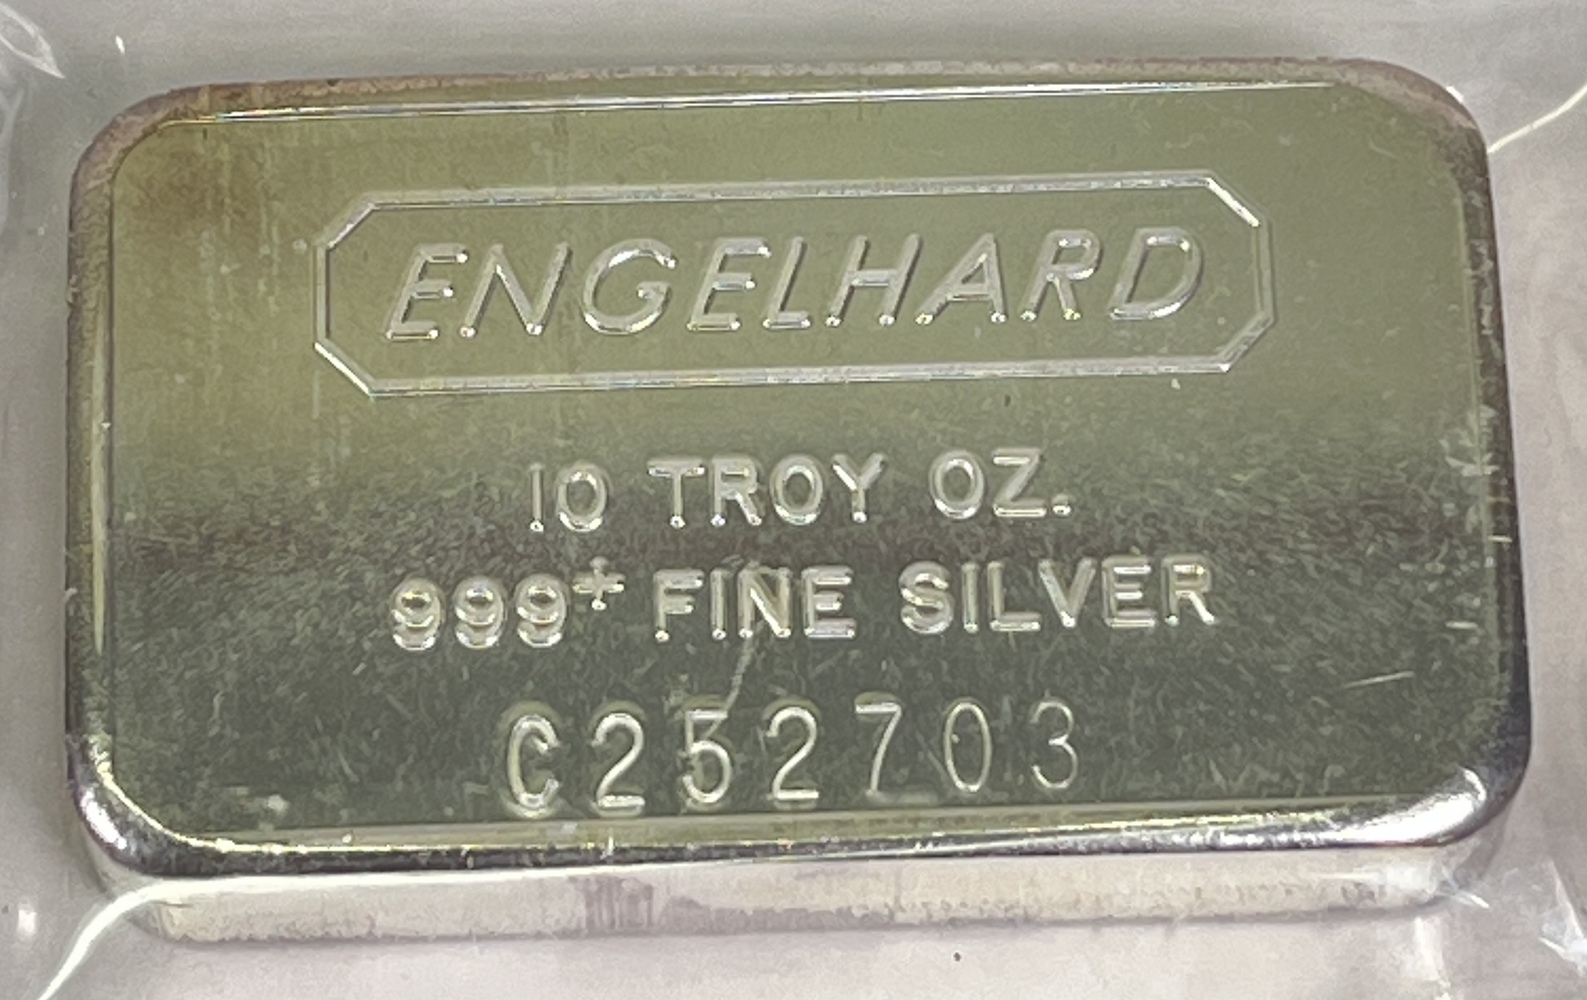 ENGELHARD
10 TROY OZ.
999+ FINE SILVER
C252703